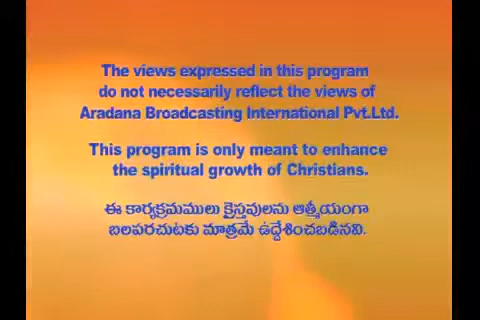 The views expressed in this program
do not necessarily reflect the views of
Aradana Broadcasting International Pvt.Ltd.
This program is only meant to enhance
the spiritual growth of Christians.
ఈ కార్యక్రమములు క్రైస్తవులను ఆత్మీయంగా
బలపరచుటకు మాత్రమే ఉద్దేశించబడినవి.